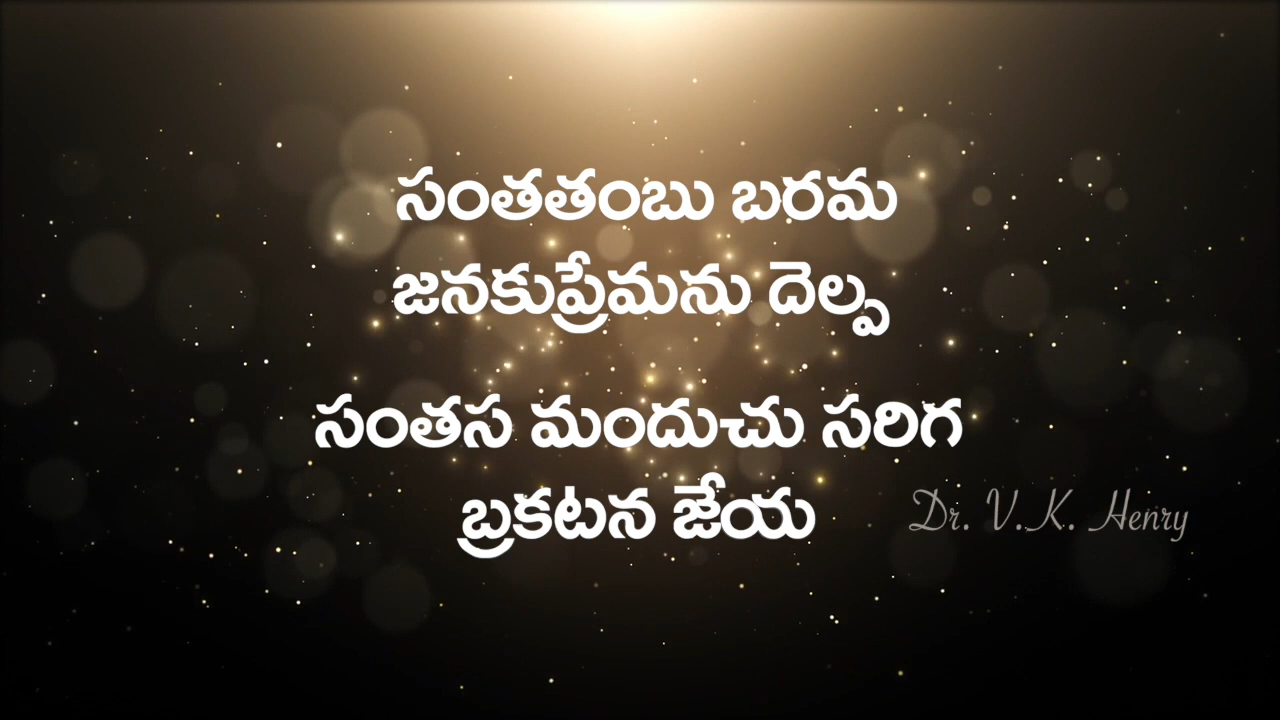 సంతతంబు బరమ
జనకుప్రేమను దెల్ప
సంతస మందుచు సరిగ
బ్రకటన జేయ
Dr. V.K. Henry